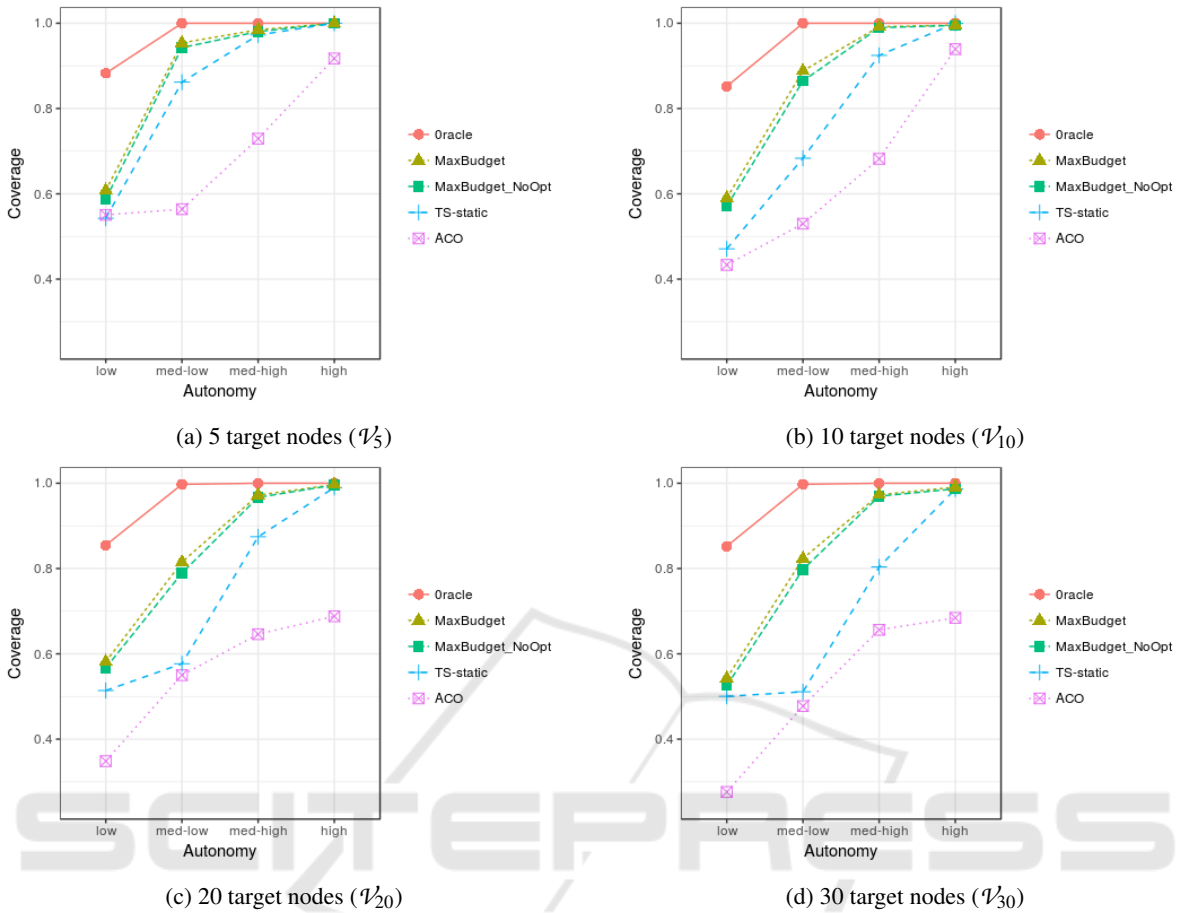 1.0
0.8
0.6
0.4
Coverage
low med-low med-high high
Autonomy
0racle
MaxBudget
MaxBudget_NoOpt
TS-static
ACO
(a) 5 target nodes (𝒱5)
1.0
0.8
0.6
0.4
Coverage
low med-low med-high high
Autonomy
0racle
MaxBudget
MaxBudget_NoOpt
TS-static
ACO
(b) 10 target nodes (𝒱10)
1.0
0.8
0.6
0.4
Coverage
low med-low med-high high
Autonomy
0racle
MaxBudget
MaxBudget_NoOpt
TS-static
ACO
(c) 20 target nodes (𝒱20)
1.0
0.8
0.6
0.4
Coverage
low med-low med-high high
Autonomy
0racle
MaxBudget
MaxBudget_NoOpt
TS-static
ACO
(d) 30 target nodes (𝒱30)
SCITEPRESS